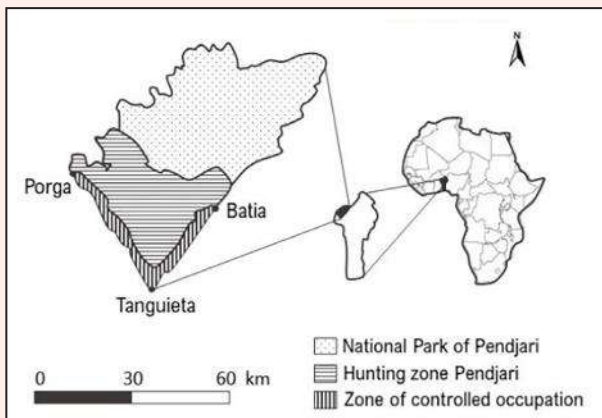 N
Porga
Batia
Tanguieta
National Park of Pendjari
Hunting zone Pendjari
Zone of controlled occupation
0 30 60 km